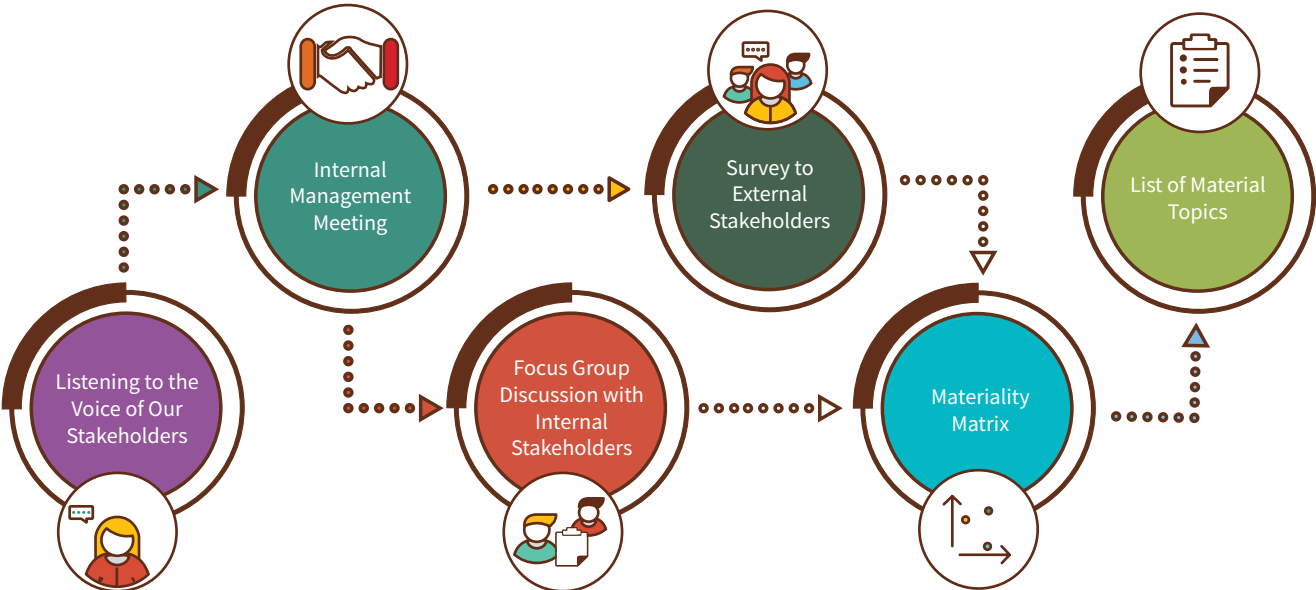 Listening to the
Voice of Our
Stakeholders
Internal
Management
Meeting
Focus Group
Discussion with
Internal
Stakeholders
Survey to
External
Stakeholders
Materiality
Matrix
List of Material
Topics